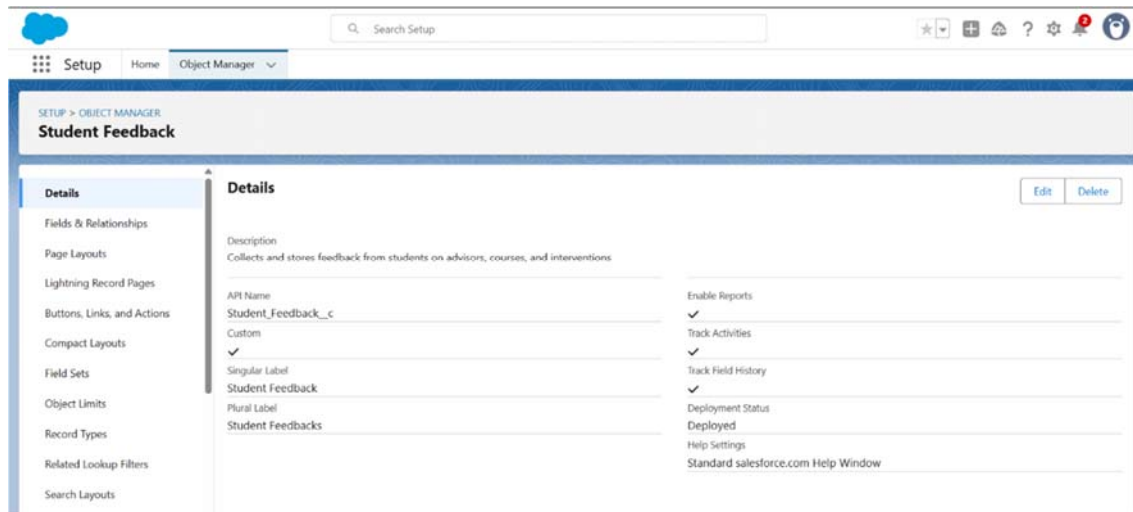 Search Setup
2
Setup Home Object Manager
SETUP > OBJECT MANAGER
Student Feedback
Details
Fields & Relationships
Page Layouts
Lightning Record Pages
Buttons, Links, and Actions
Compact Layouts
Field Sets
Object Limits
Record Types
Related Lookup Filters
Search Layouts
Details
Edit Delete
Description
Collects and stores feedback from students on advisors, courses, and interventions
API Name
Student_Feedback__c
Custom
Singular Label
Student Feedback
Plural Label
Student Feedbacks
Enable Reports
Track Activities
Track Field History
Deployment Status
Deployed
Help Settings
Standard salesforce.com Help Window